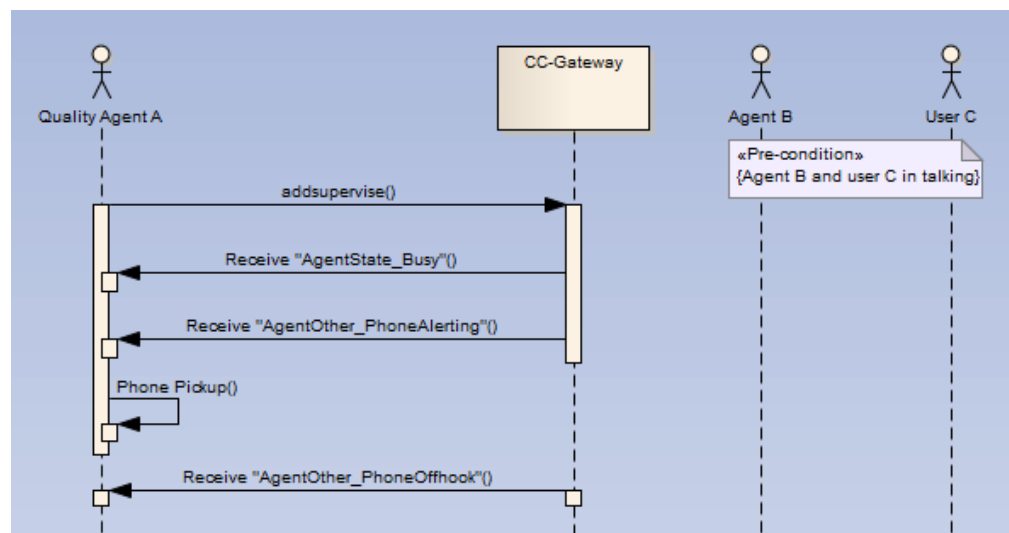 CC-Gateway
Quality Agent A
Agent B
User C
«Pre-condition»
{Agent B and user C in talking}
addsupervise()
Receive "AgentState_Busy"()
Receive "AgentOther_PhoneAlerting"()
Phone Pickup()
Receive "AgentOther_PhoneOffhook"()